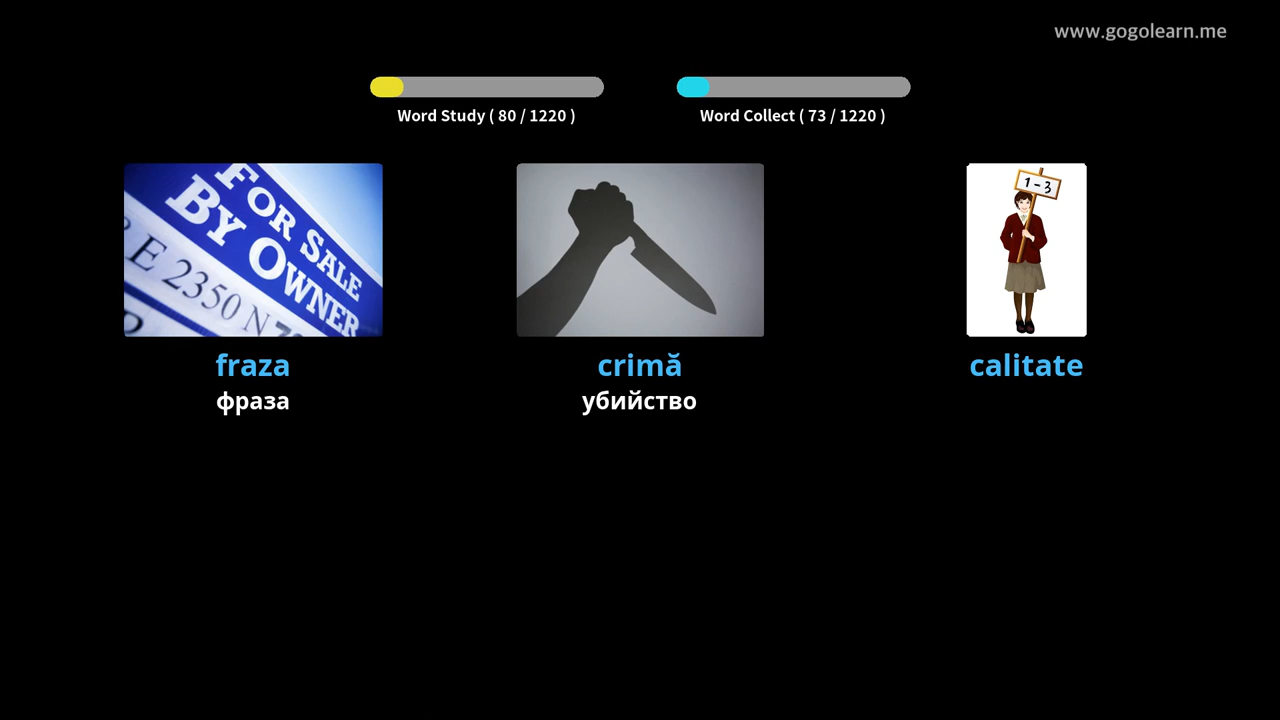 www.gogolearn.me
Word Study ( 80 / 1220 )
Word Collect ( 73 / 1220 )
FOR SALE
BY OWNER
E 2350 N
1 - 3
fraza
crimă
calitate
фраза
убийство